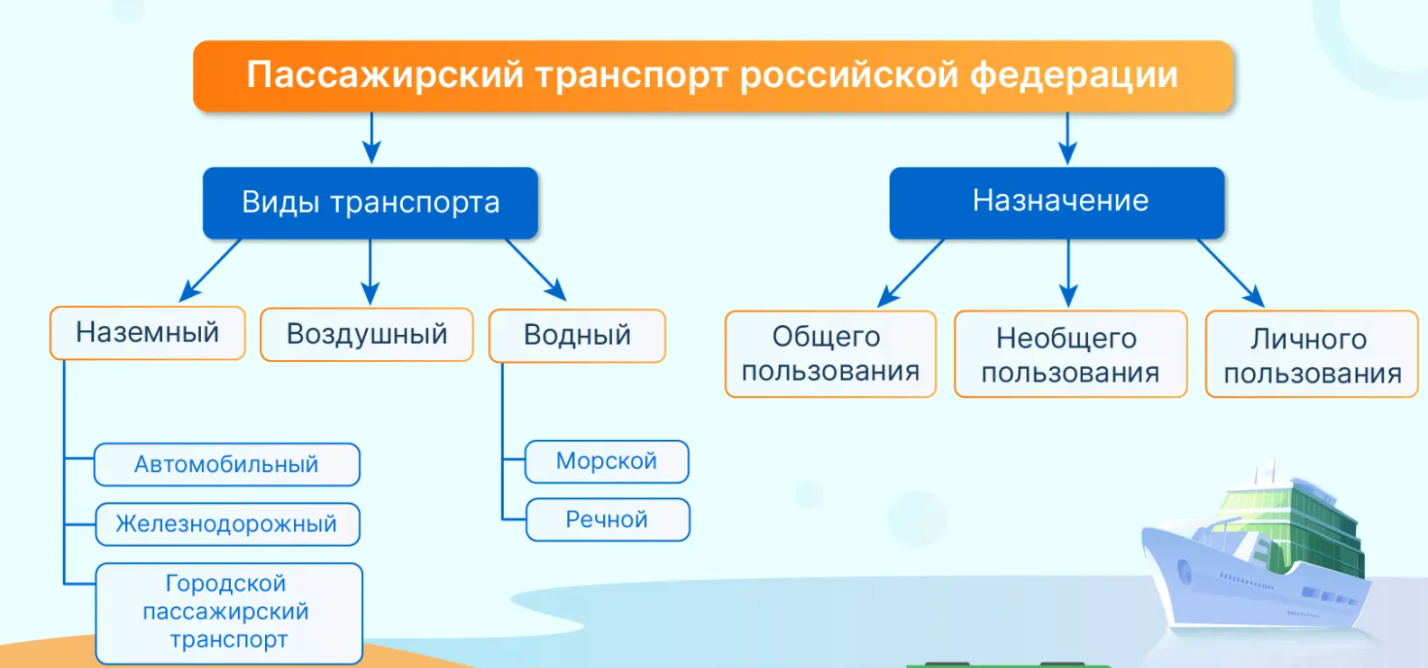 Пассажирский транспорт российской федерации
Виды транспорта
Назначение
Наземный
Воздушный
Водный
Общего
пользования
Необщего
пользования
Личного
пользования
Автомобильный
Железнодорожный
Городской
пассажирский
транспорт
Морской
Речной